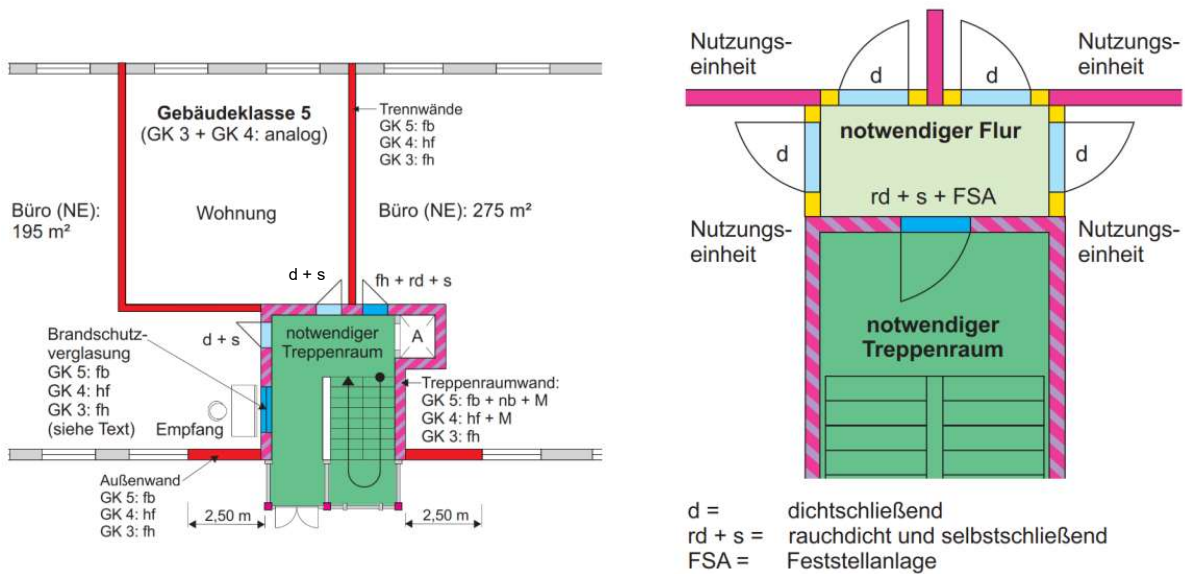 Gebäudeklasse 5
(GK 3 + GK 4: analog)
Trennwände
GK 5: fb
GK 4: hf
GK 3: fh
Büro (NE):
195 m²
Wohnung
Büro (NE): 275 m²
d + s
fh + rd + s
Brandschutz-
verglasung
GK 5: fb
GK 4: hf
GK 3: fh
(siehe Text)
d + s
notwendiger
Treppenraum
A
Empfang
Treppenraumwand:
GK 5: fb + nb + M
GK 4: hf + M
GK 3: fh
Außenwand
GK 5: fb
GK 4: hf
GK 3: fh
2,50 m
2,50 m
Nutzungs-
einheit
d
d
Nutzungs-
einheit
notwendiger Flur
d
d
rd + s + FSA
Nutzungs-
einheit
Nutzungs-
einheit
notwendiger
Treppenraum
d = dichtschließend
rd + s = rauchdicht und selbstschließend
FSA = Feststellanlage